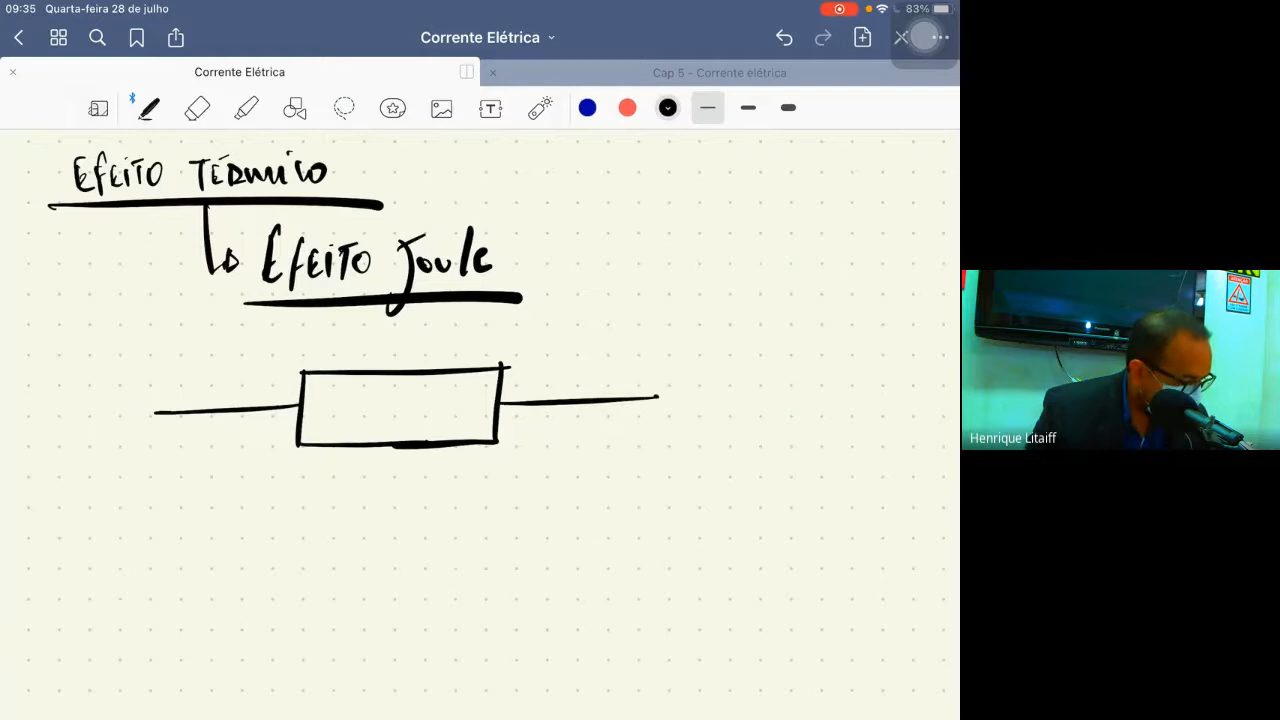 09:35 Quarta-feira 28 de julho
83%
Corrente Elétrica
Corrente Elétrica
Cap 5 - Corrente elétrica
EFEITO TÉRMICO
EFEITO JOULE
Henrique Litaiff